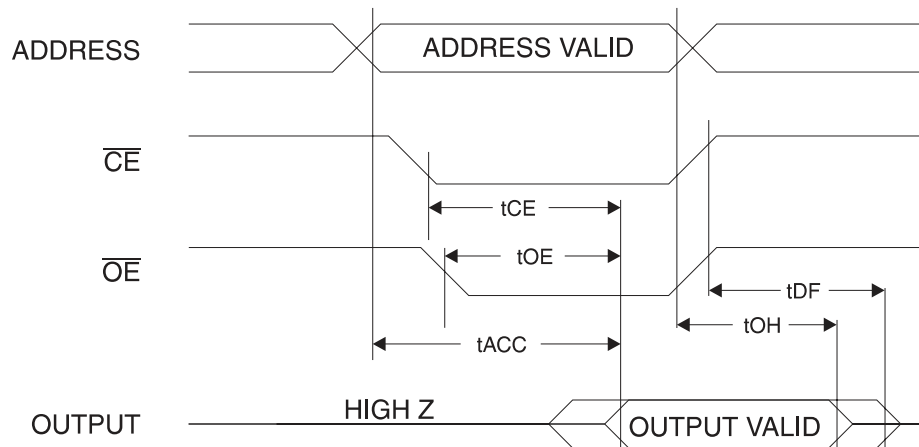 ADDRESS
ADDRESS VALID
CE
tCE
OE
tOE
tDF
tOH
tACC
OUTPUT
HIGH Z
OUTPUT VALID